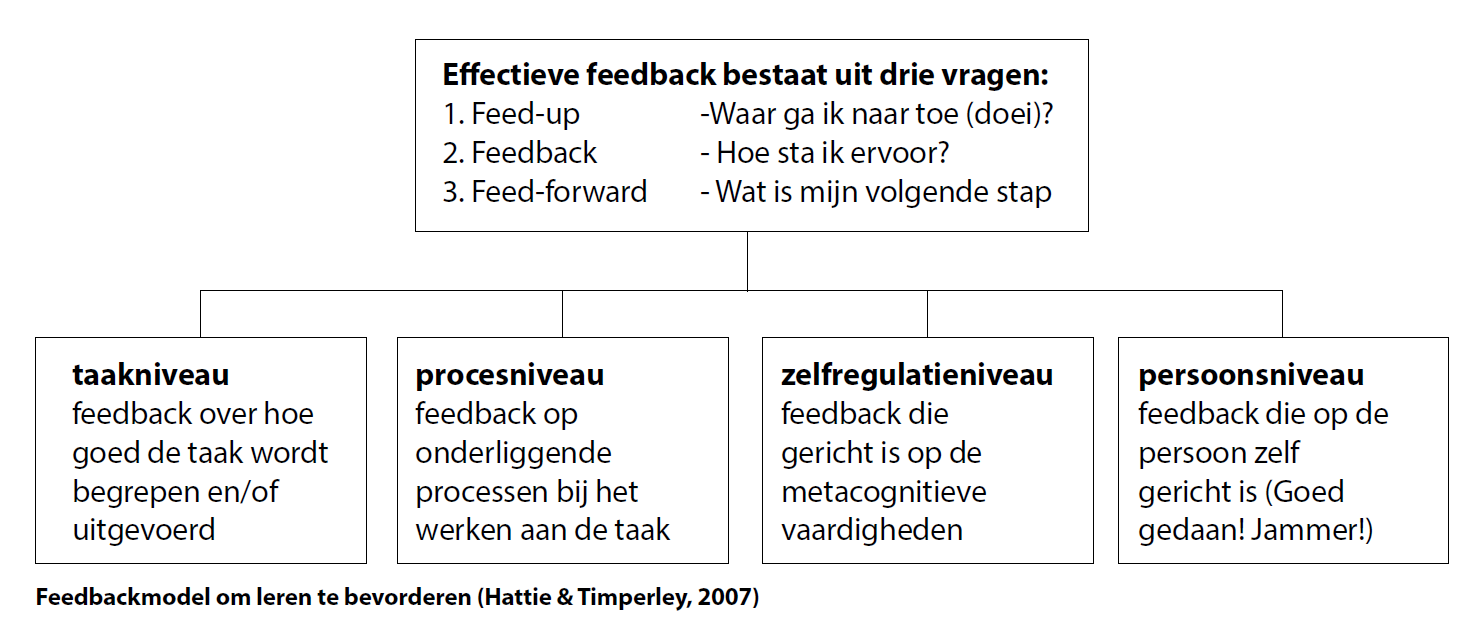 Effectieve feedback bestaat uit drie vragen:
1. Feed-up -Waar ga ik naar toe (doei)?
2. Feedback - Hoe sta ik ervoor?
3. Feed-forward - Wat is mijn volgende stap
taakniveau
feedback over hoe
goed de taak wordt
begrepen en/of
uitgevoerd
procesniveau
feedback op
onderliggende
processen bij het
werken aan de taak
zelfregulatieniveau
feedback die
gericht is op de
metacognitieve
vaardigheden
persoonsniveau
feedback die op de
persoon zelf
gericht is (Goed
gedaan! Jammer!)
Feedbackmodel om leren te bevorderen (Hattie & Timperley, 2007)